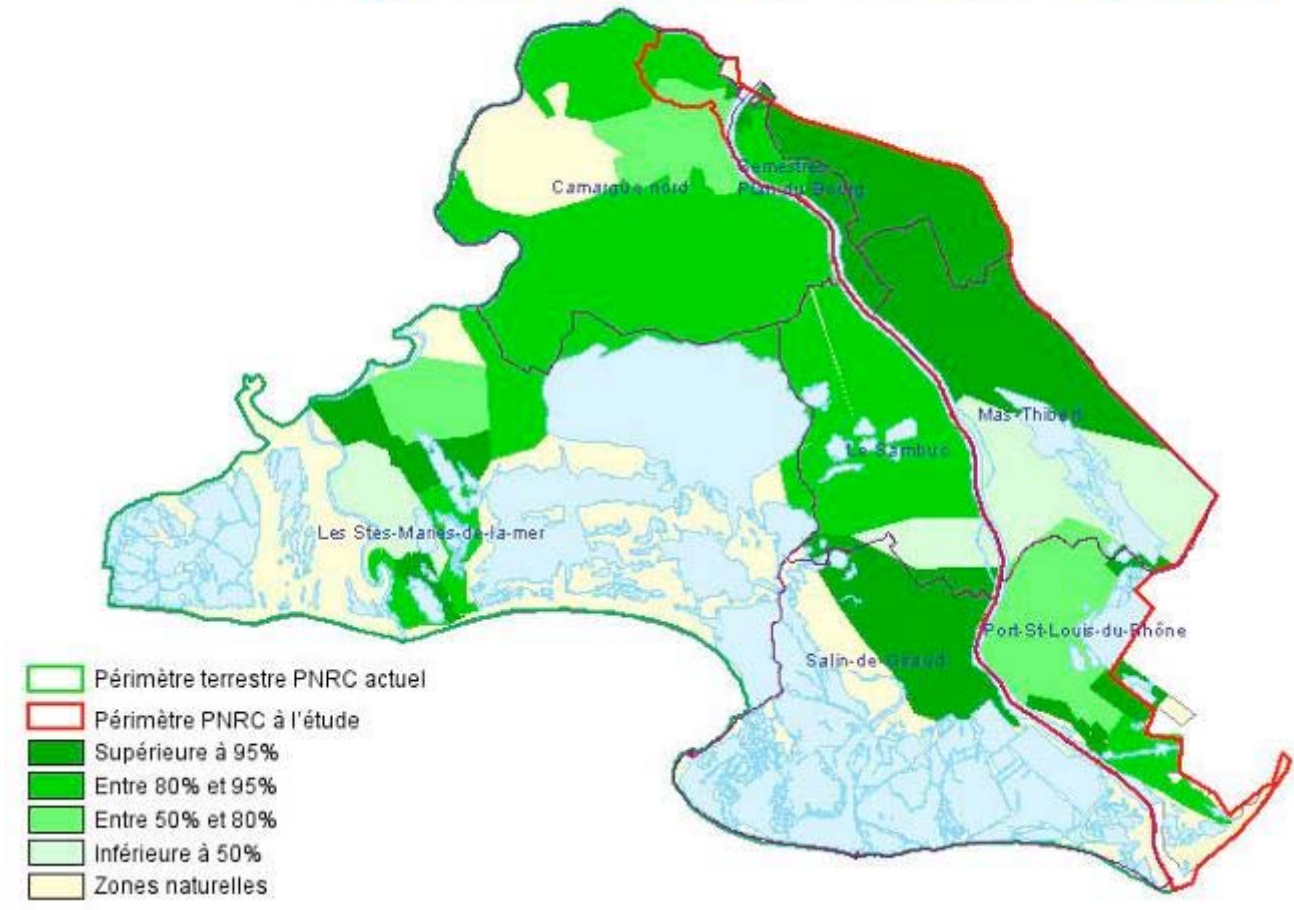 Camargue nord
Semestres
Plan-du-Bourg
Mas-Thibert
Le Sambuc
Les Stes-Maries-de-la-mer
Port-St-Louis-du-Rhône
Salin-de-Giraud
Périmètre terrestre PNRC actuel
Périmètre PNRC à l'étude
Supérieure à 95%
Entre 80% et 95%
Entre 50% et 80%
Inférieure à 50%
Zones naturelles